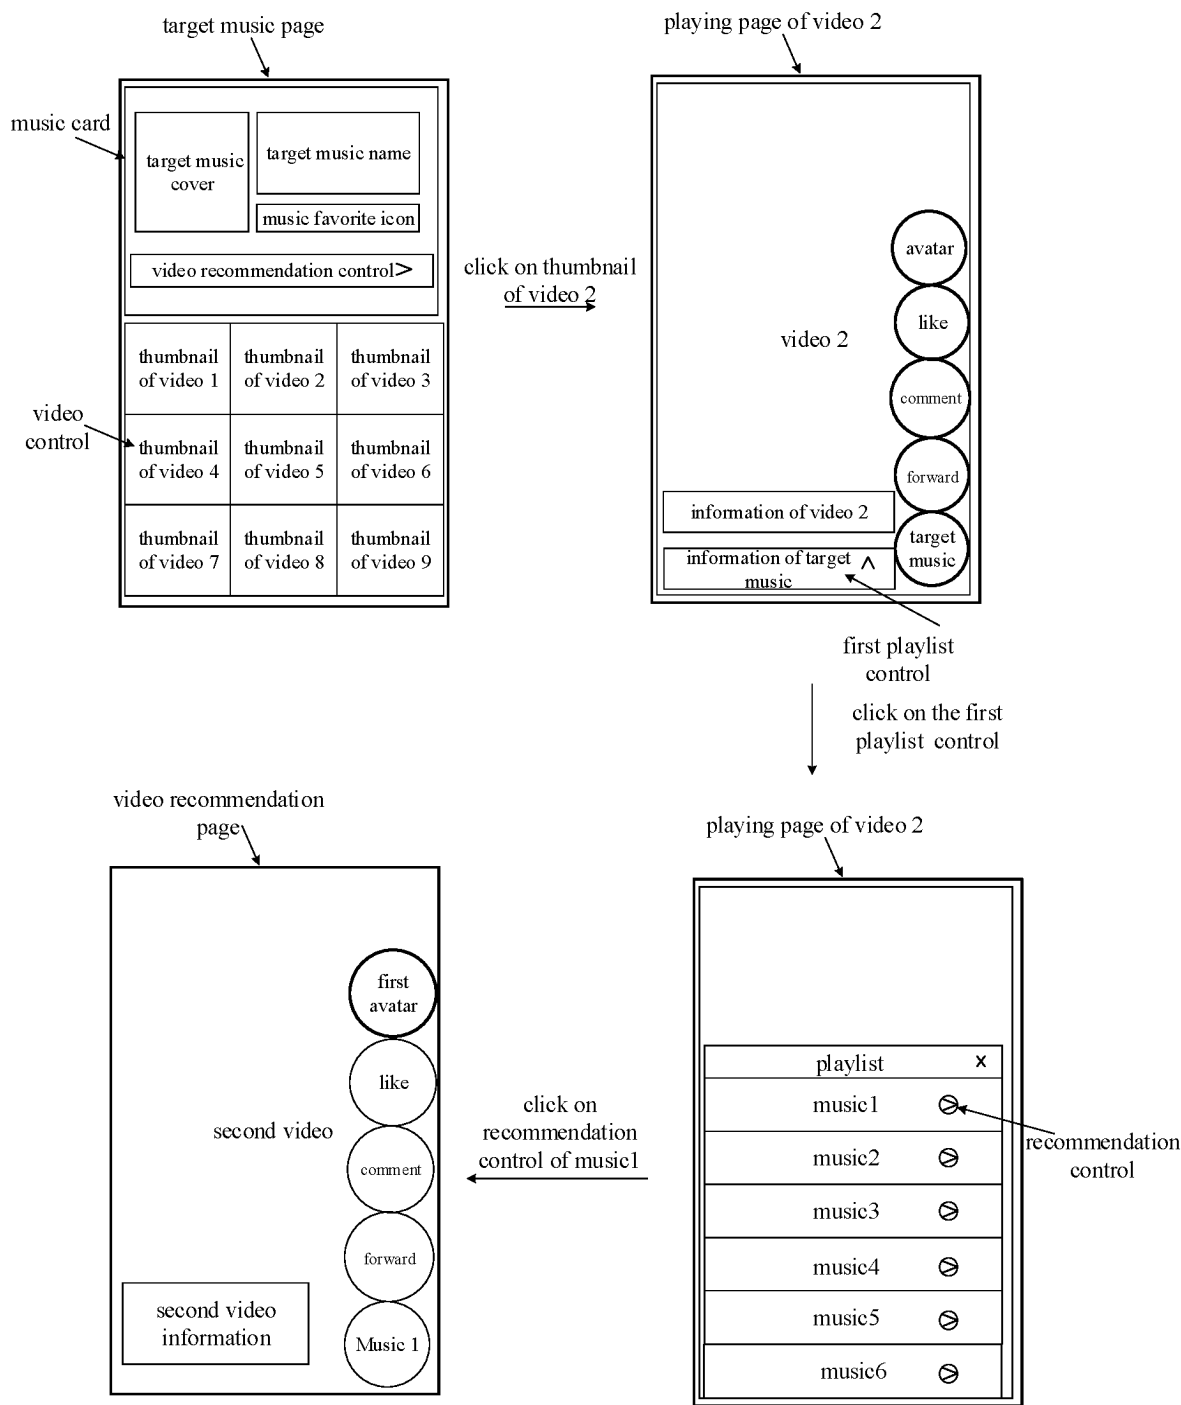 target music page
music card
target music
cover
target music name
music favorite icon
video recommendation control>
thumbnail
of video 1
thumbnail
of video 2
thumbnail
of video 3
video
control
thumbnail
of video 4
thumbnail
of video 5
thumbnail
of video 6
thumbnail
of video 7
thumbnail
of video 8
thumbnail
of video 9
click on thumbnail
of video 2
playing page of video 2
avatar
like
video 2
comment
forward
information of video 2
target
music
information of target ^
music
first playlist
control
click on the first
playlist control
playing page of video 2
playlist x
music1 >
music2 >
music3 >
music4 >
music5 >
music6 >
recommendation
control
click on
recommendation
control of music1
video recommendation
page
first
avatar
like
second video
comment
forward
second video
information
Music 1